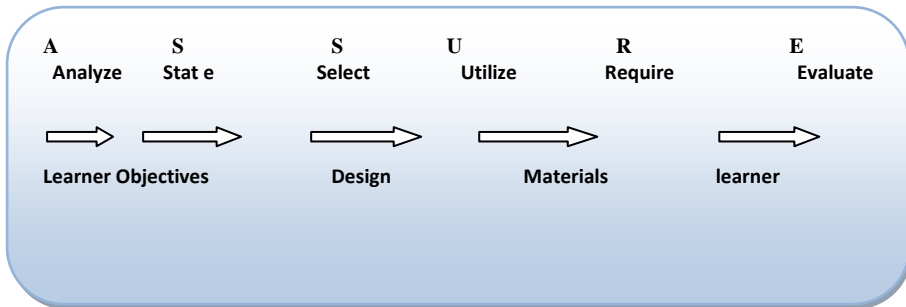 A S S U R E
Analyze Stat e Select Utilize Require Evaluate
Learner Objectives Design Materials learner